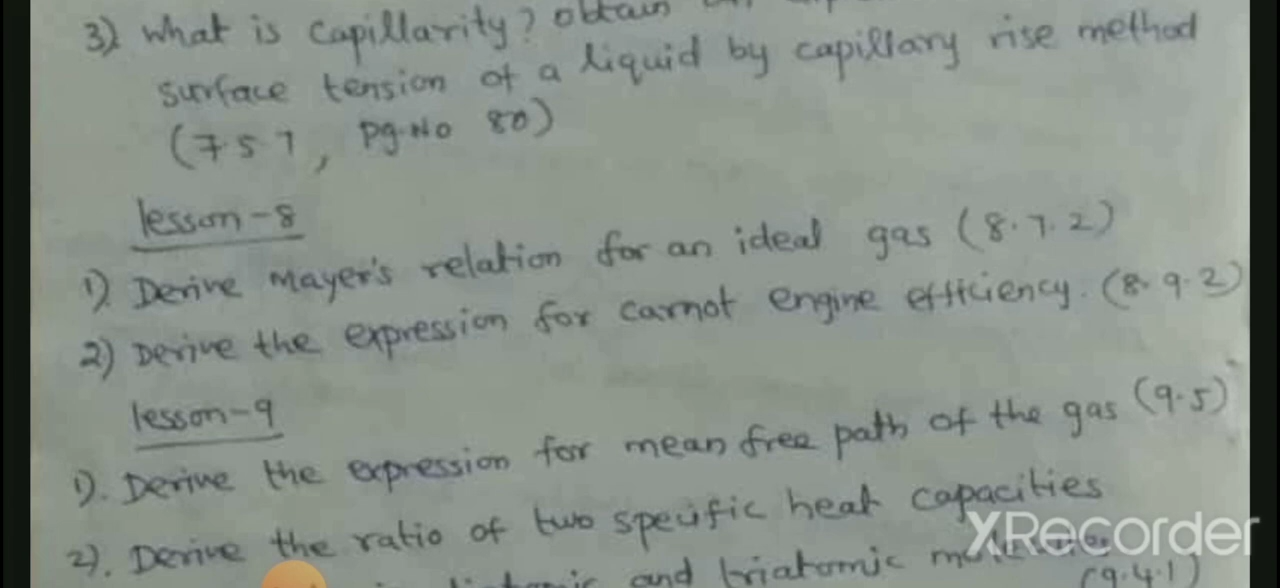 3) What is capillarity? obtain
surface tension of a liquid by capillary rise method
(757, Pg.No 80)
lesson-8
1) Derive Mayer's relation for an ideal gas (8.7.2)
2) Derive the expression for carnot engine efficiency. (8.9.2)
lesson-9
1). Derive the expression for mean free path of the gas (9.5)
2). Derive the ratio of two specific heat capacities
and triatomic
(9.4.1)
XRecorder